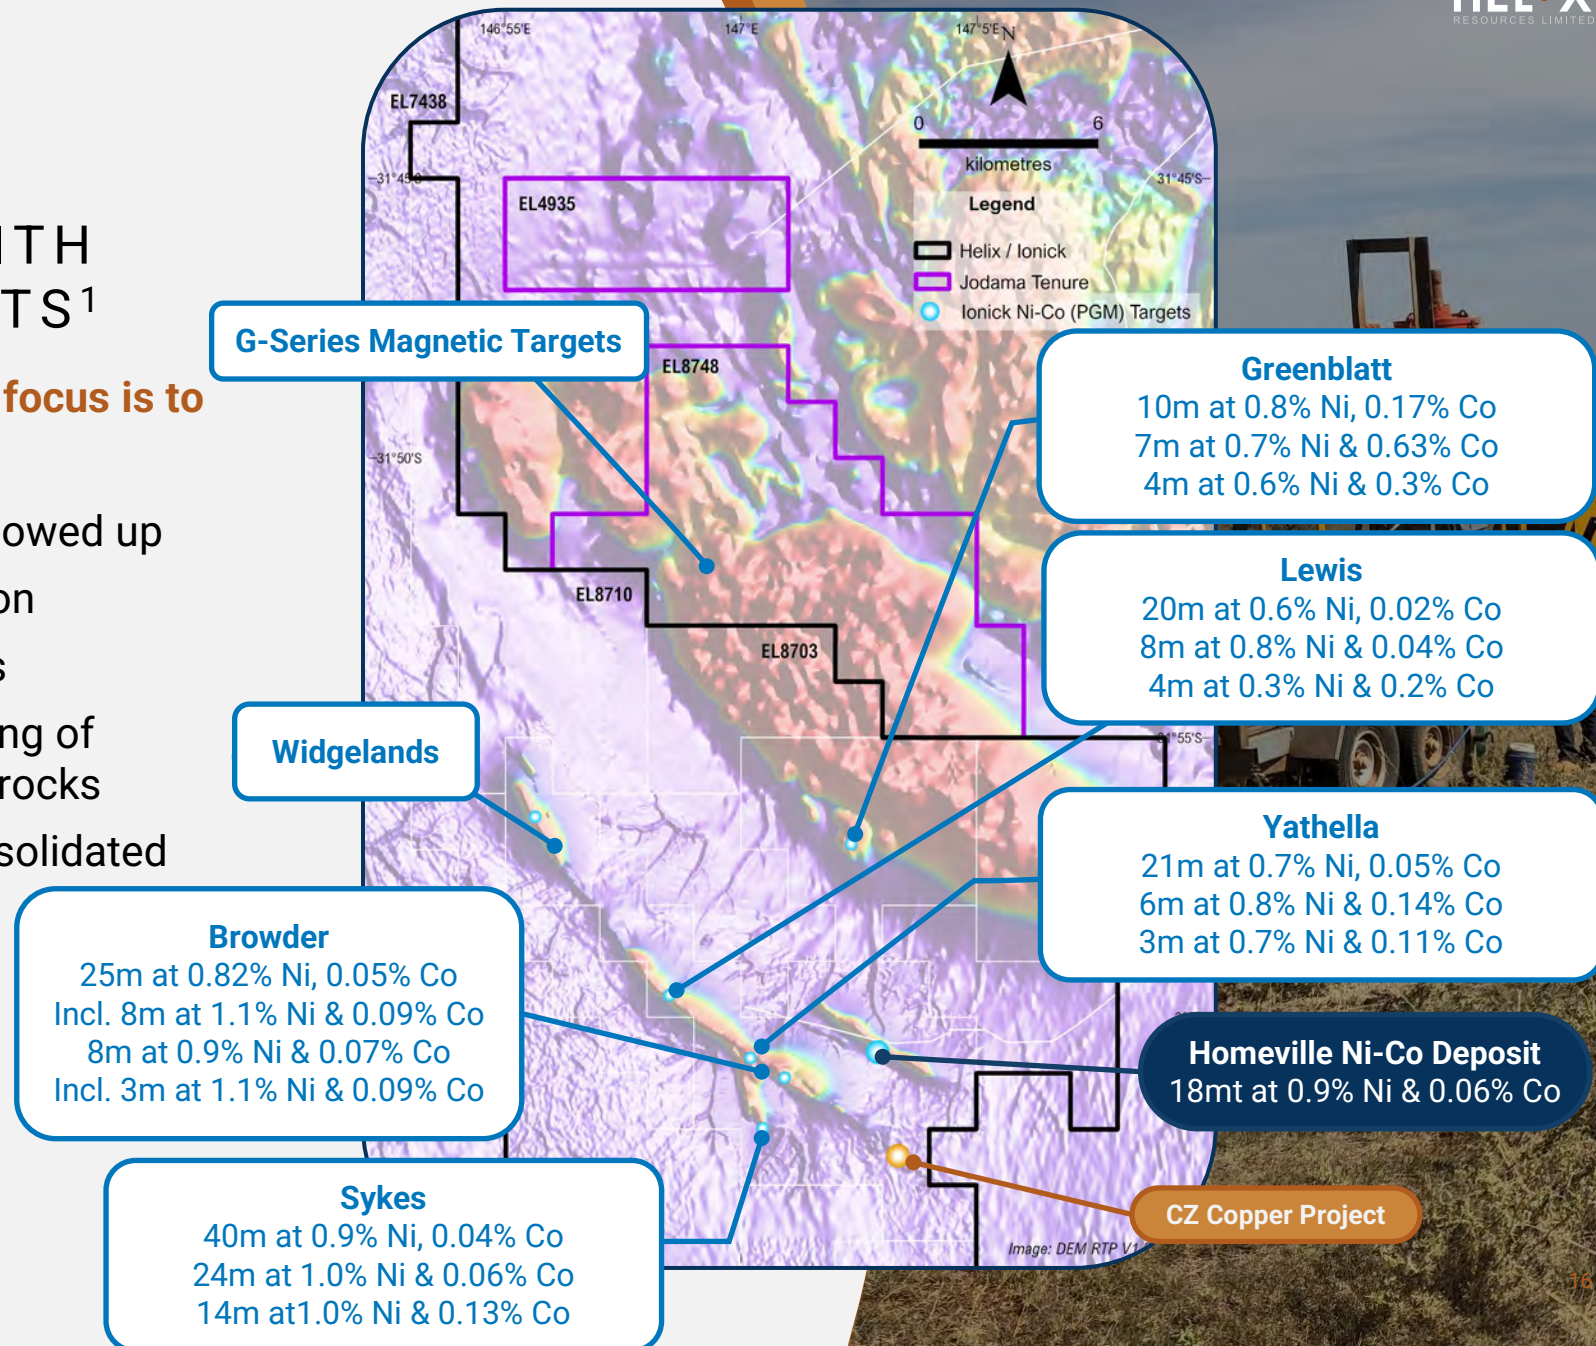 RESOURCES LIMITED
TS¹
focus is to
owed up
on
s
ng of
rocks
solidated
146°55'E
147°E
147°5'E
N
EL7438
0
6
kilometres
31°45'S
31°45'S
EL4935
Legend
Helix / Ionick
Jodama Tenure
Ionick Ni-Co (PGM) Targets
G-Series Magnetic Targets
EL8748
Greenblatt
10m at 0.8% Ni, 0.17% Co
7m at 0.7% Ni & 0.63% Co
4m at 0.6% Ni & 0.3% Co
31°50'S
EL8710
Lewis
20m at 0.6% Ni, 0.02% Co
8m at 0.8% Ni & 0.04% Co
4m at 0.3% Ni & 0.2% Co
EL8703
Widgelands
31°55'S
Yathella
21m at 0.7% Ni, 0.05% Co
6m at 0.8% Ni & 0.14% Co
3m at 0.7% Ni & 0.11% Co
Browder
25m at 0.82% Ni, 0.05% Co
Incl. 8m at 1.1% Ni & 0.09% Co
8m at 0.9% Ni & 0.07% Co
Incl. 3m at 1.1% Ni & 0.09% Co
Homeville Ni-Co Deposit
18mt at 0.9% Ni & 0.06% Co
Sykes
40m at 0.9% Ni, 0.04% Co
24m at 1.0% Ni & 0.06% Co
14m at1.0% Ni & 0.13% Co
CZ Copper Project
Image: DEM RTP V1
16